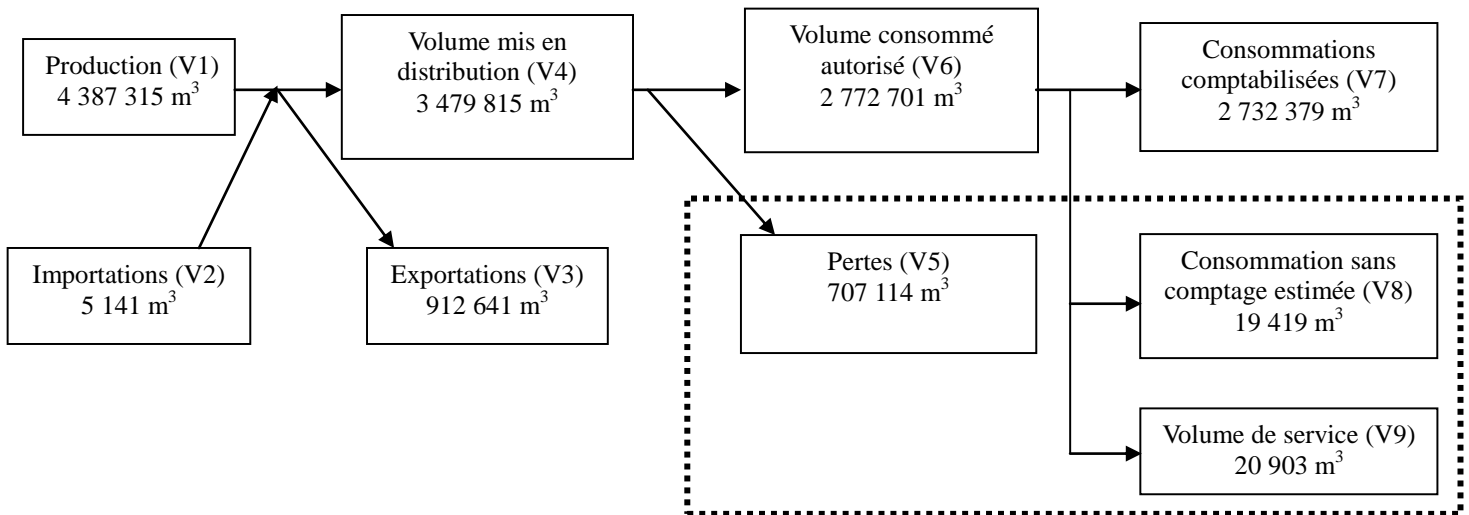 Production (V1)
4 387 315 m³
Volume mis en
distribution (V4)
3 479 815 m³
Volume consommé
autorisé (V6)
2 772 701 m³
Consommations
comptabilisées (V7)
2 732 379 m³
Importations (V2)
5 141 m³
Exportations (V3)
912 641 m³
Pertes (V5)
707 114 m³
Consommation sans
comptage estimée (V8)
19 419 m³
Volume de service (V9)
20 903 m³